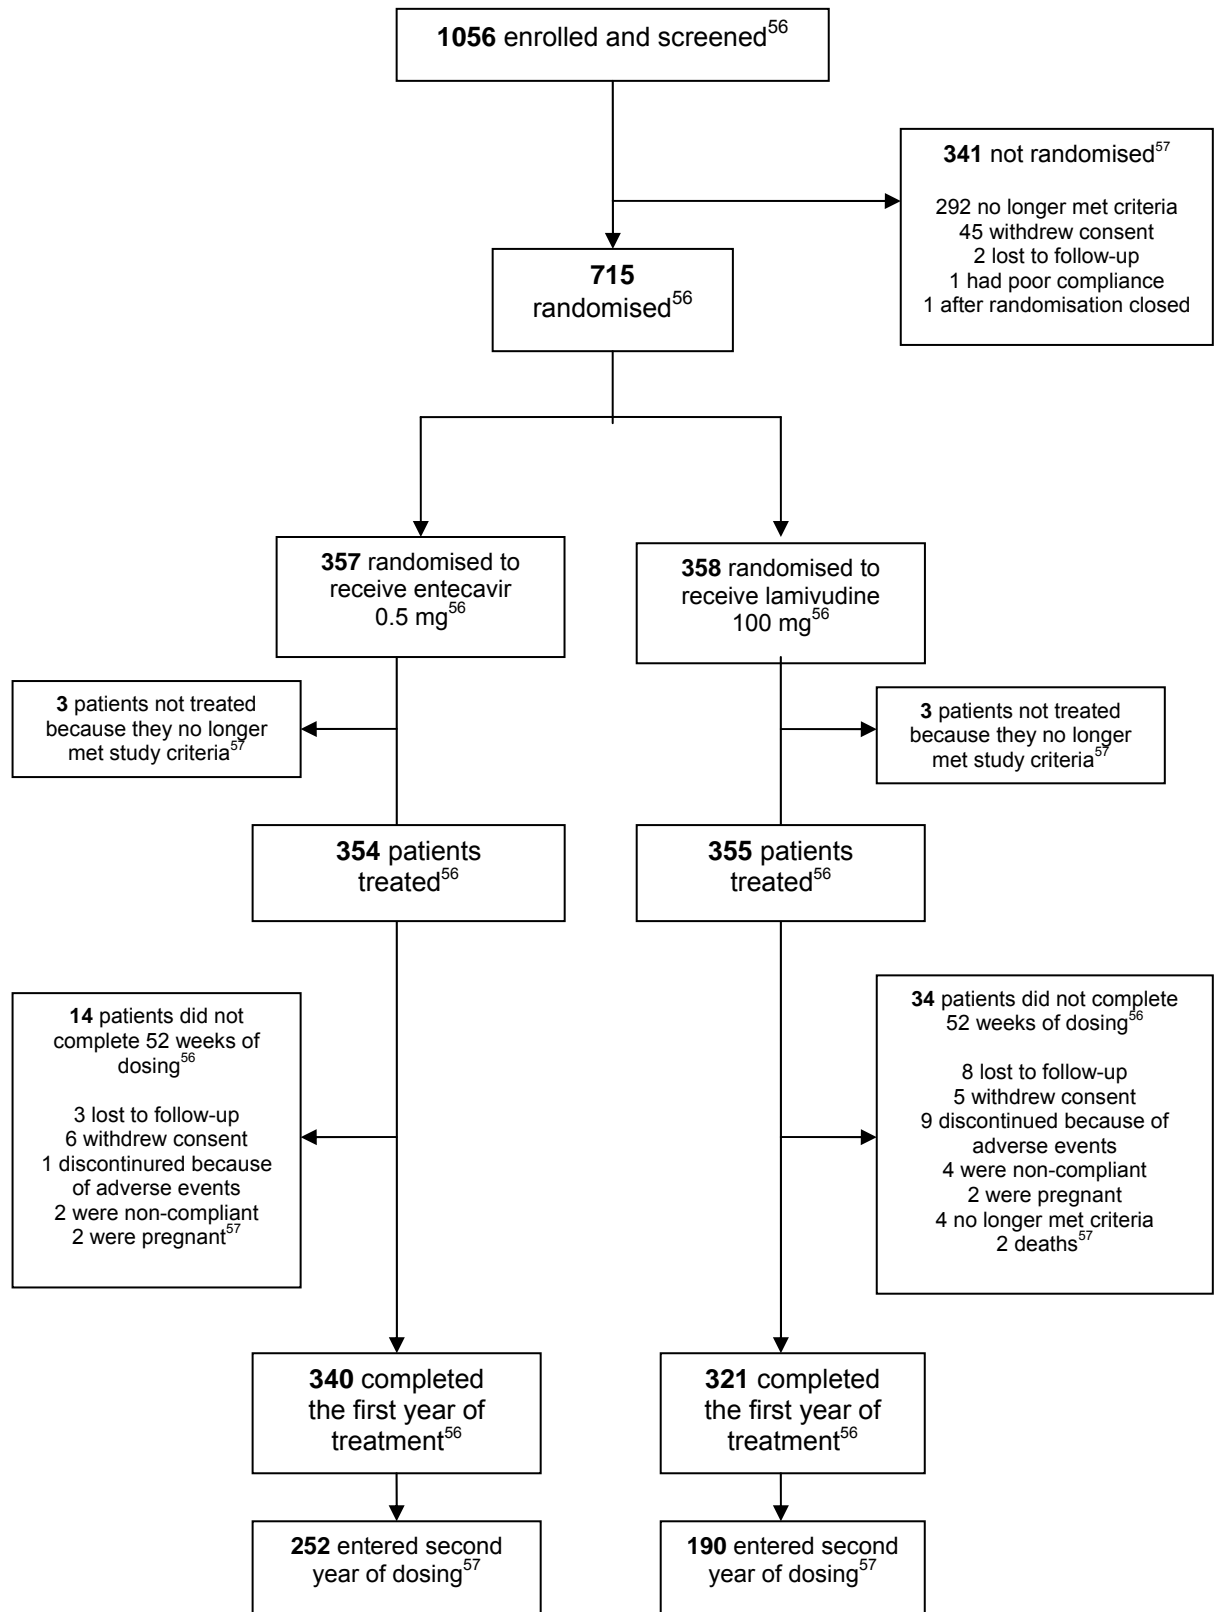 1056 enrolled and screened56
341 not randomised57
292 no longer met criteria
45 withdrew consent
2 lost to follow-up
1 had poor compliance
1 after randomisation closed
715
randomised56
357 randomised to
receive entecavir
0.5 mg56
358 randomised to
receive lamivudine
100 mg56
3 patients not treated
because they no longer
met study criteria57
3 patients not treated
because they no longer
met study criteria57
354 patients
treated56
355 patients
treated56
14 patients did not
complete 52 weeks of
dosing56
3 lost to follow-up
6 withdrew consent
1 discontinured because
of adverse events
2 were non-compliant
2 were pregnant57
34 patients did not complete
52 weeks of dosing56
8 lost to follow-up
5 withdrew consent
9 discontinued because of
adverse events
4 were non-compliant
2 were pregnant
4 no longer met criteria
2 deaths57
340 completed
the first year of
treatment56
321 completed
the first year of
treatment56
252 entered second
year of dosing57
190 entered second
year of dosing57